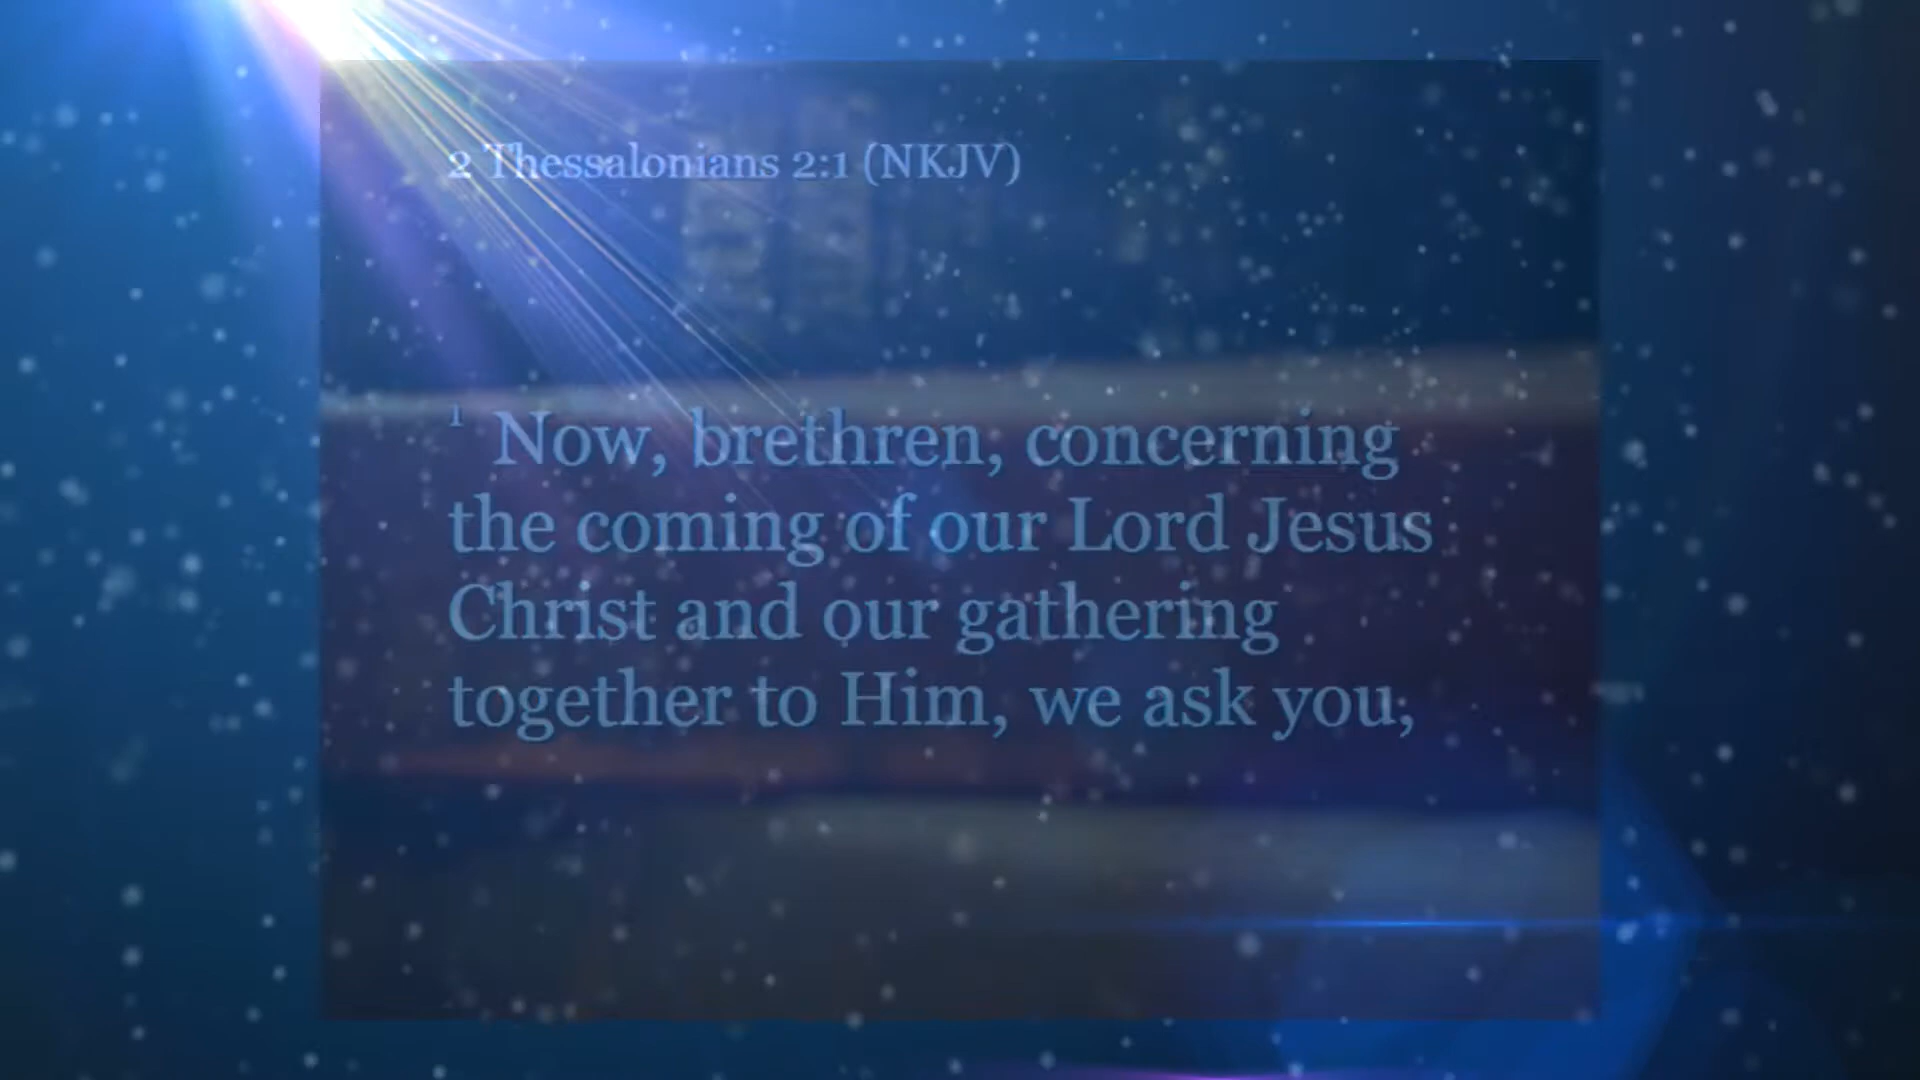 2 Thessalonians 2:1 (NKJV)
1 Now, brethren, concerning
the coming of our Lord Jesus
Christ and our gathering
together to Him, we ask you,